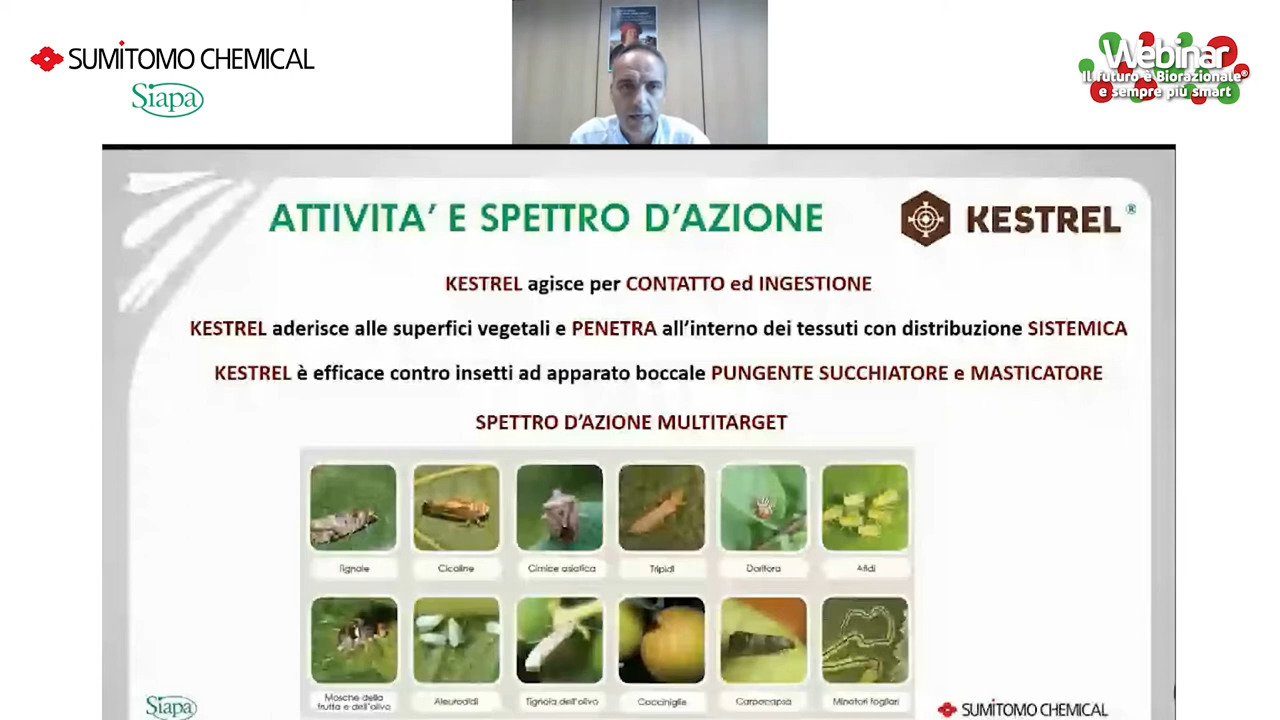 SUMITOMO CHEMICAL
Siapa
Webinar
Il futuro è Biorazionale®
e sempre più smart
ATTIVITA' E SPETTRO D'AZIONE
KESTREL®
KESTREL agisce per CONTATTO ed INGESTIONE
KESTREL aderisce alle superfici vegetali e PENETRA all'interno dei tessuti con distribuzione SISTEMICA
KESTREL è efficace contro insetti ad apparato boccale PUNGENTE SUCCHIATORE e MASTICATORE
SPETTRO D'AZIONE MULTITARGET
Tignole Cicaline Cimice asiatica Tripidi Dorifora Afidi
Mosche della
frutta e dell'olivo Aleurodidi Tignola dell'olivo Cocciniglie Carpocapsa Minatori fogliari
Siapa
SUMITOMO CHEMICAL